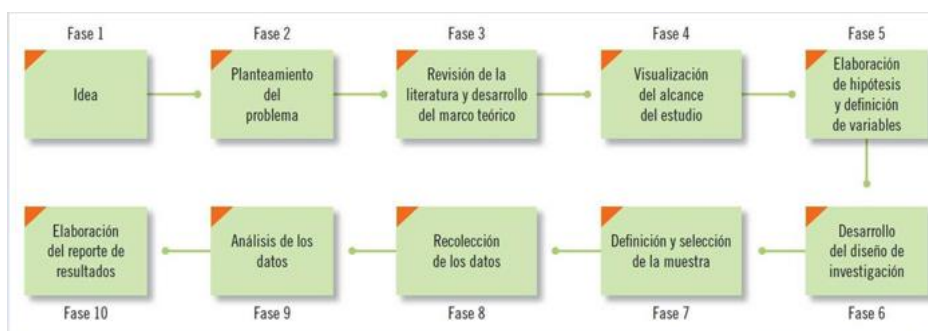 Fase 1
Idea
Fase 2
Planteamiento
del
problema
Fase 3
Revisión de la
literatura y desarrollo
del marco teórico
Fase 4
Visualización
del alcance
del estudio
Fase 5
Elaboración
de hipótesis
y definición
de variables
Desarrollo
del diseño de
investigación
Fase 6
Definición y selección
de la muestra
Fase 7
Recolección
de los datos
Fase 8
Análisis de los
datos
Fase 9
Elaboración
del reporte de
resultados
Fase 10